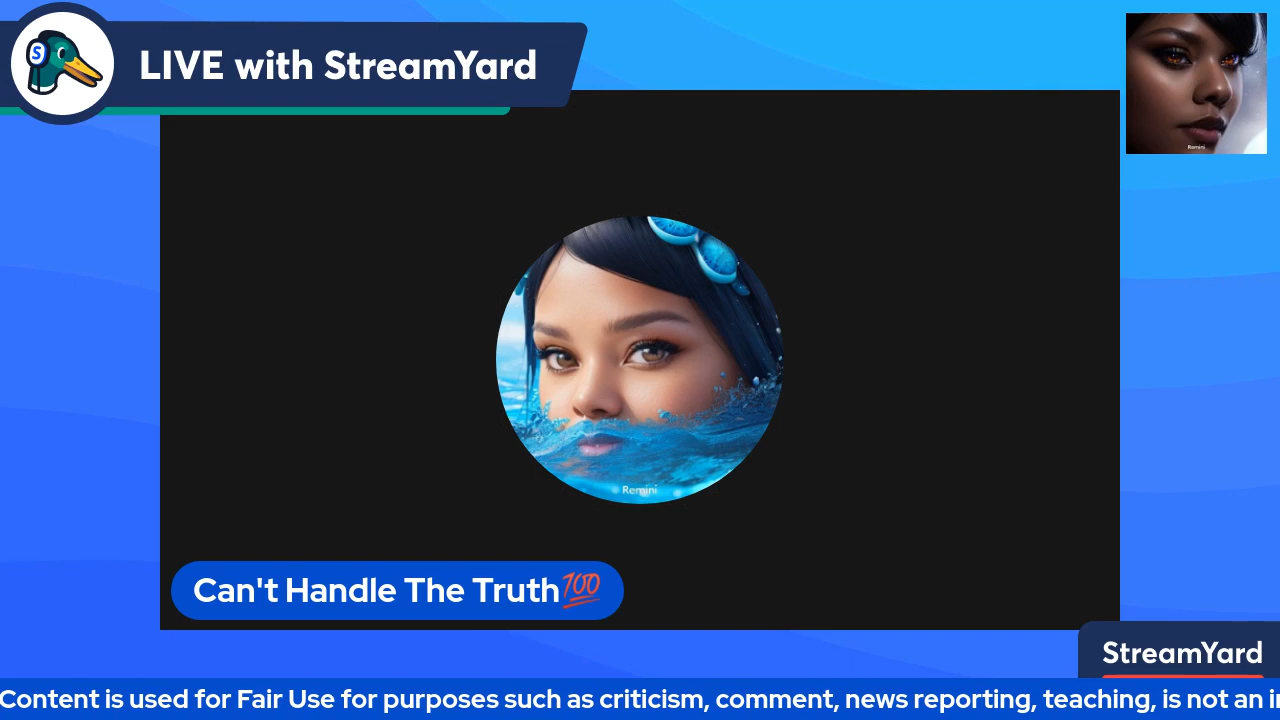 S
LIVE with StreamYard
Remini
Remini
Can't Handle The Truth💯
StreamYard
Content is used for Fair Use for purposes such as criticism, comment, news reporting, teaching, is not an i